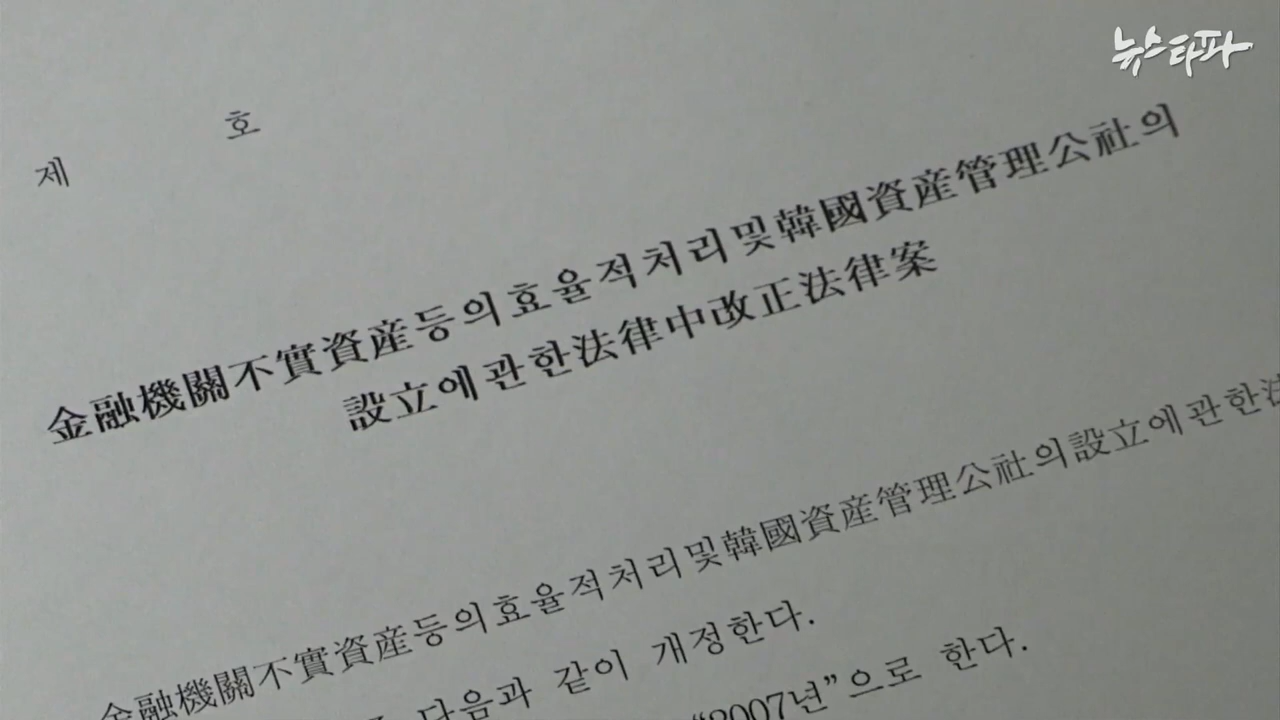 뉴스타파
제 호
金融機關不實資産등의효율적처리및韓國資産管理公社의
設立에관한法律中改正法律案
金融機關不實資産등의효율적처리및韓國資産管理公社의設立에관한法
다음과 같이 개정한다.
“2007년”으로 한다.